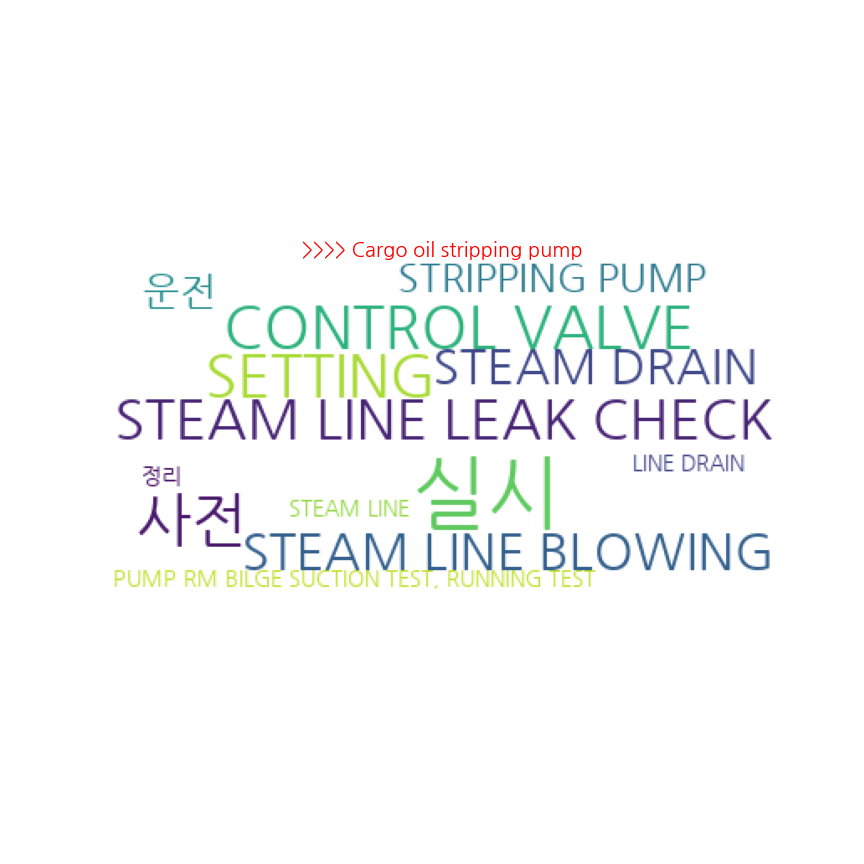 >>>> Cargo oil stripping pump
STRIPPING PUMP
운전
CONTROL VALVE
SETTING
STEAM DRAIN
STEAM LINE LEAK CHECK
LINE DRAIN
정리
실시
사전
STEAM LINE
STEAM LINE BLOWING
PUMP RM BILGE SUCTION TEST, RUNNING TEST